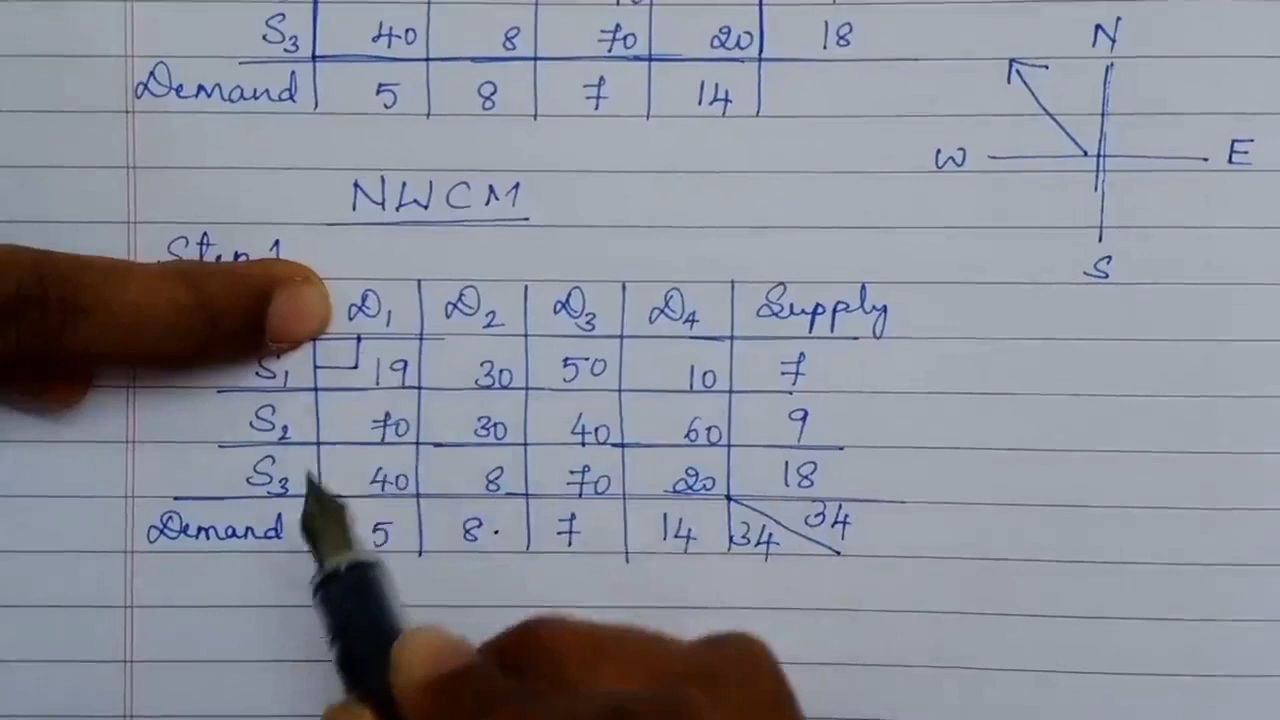 S3 40 8 70 20 18
Demand 5 8 7 14
N
W E
S
NWCM
Step 1
D1 D2 D3 D4 Supply
S1 19 30 50 10 7
S2 70 30 40 60 9
S3 40 8 70 20 18
Demand 5 8. 7 14 34 34